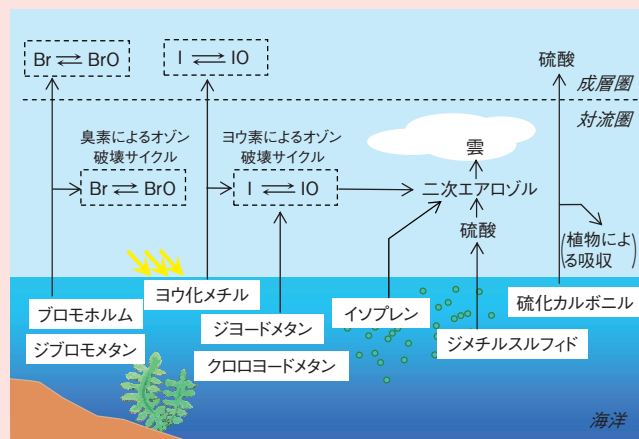 Br ⇄ BrO
I ⇄ IO
硫酸
成層圏
対流圏
臭素によるオゾン
破壊サイクル
Br ⇄ BrO
ヨウ素によるオゾン
破壊サイクル
I ⇄ IO
雲
二次エアロゾル
硫酸
(植物によ
る吸収)
ブロモホルム
ジブロモメタン
ヨウ化メチル
ジヨードメタン
クロロヨードメタン
イソプレン
ジメチルスルフィド
硫化カルボニル
海洋